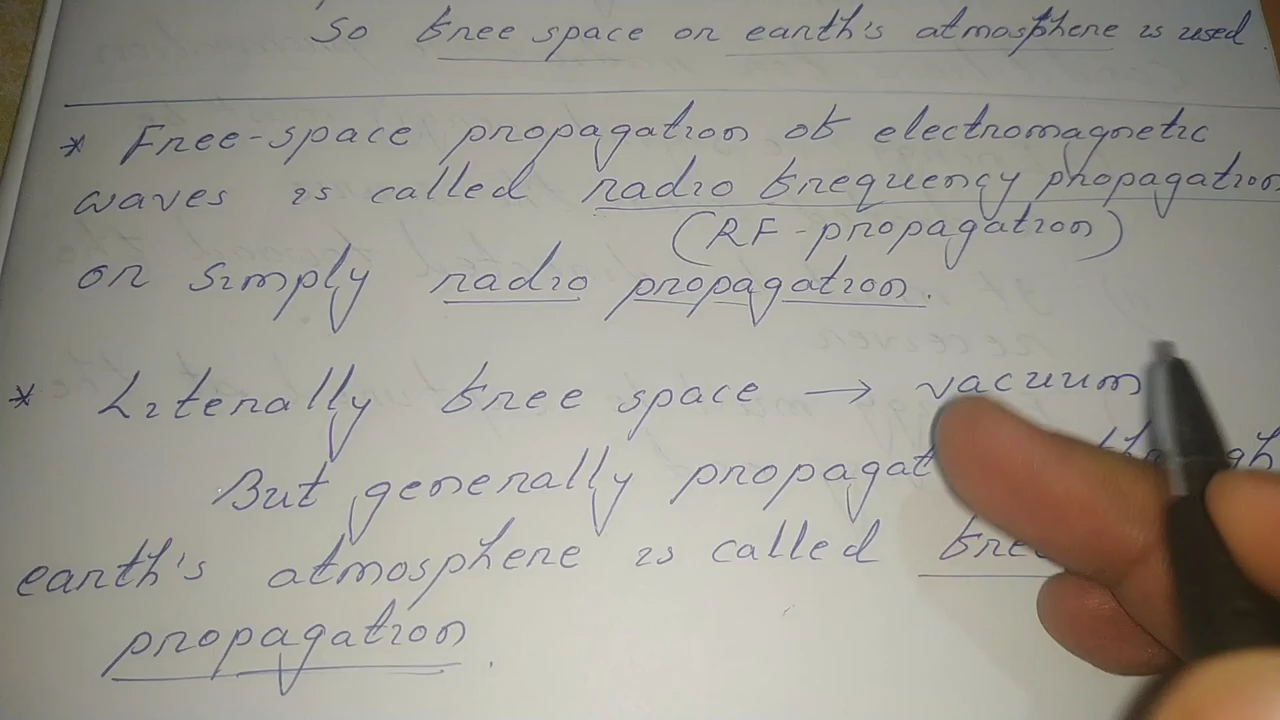 So free space or earth's atmosphere is used.
* Free-space propagation of electromagnetic
waves is called radio frequency propagation
(RF-propagation)
or simply radio propagation.
* Literally free space → vacuum
But generally propagat
earth's atmosphere is called
propagation.